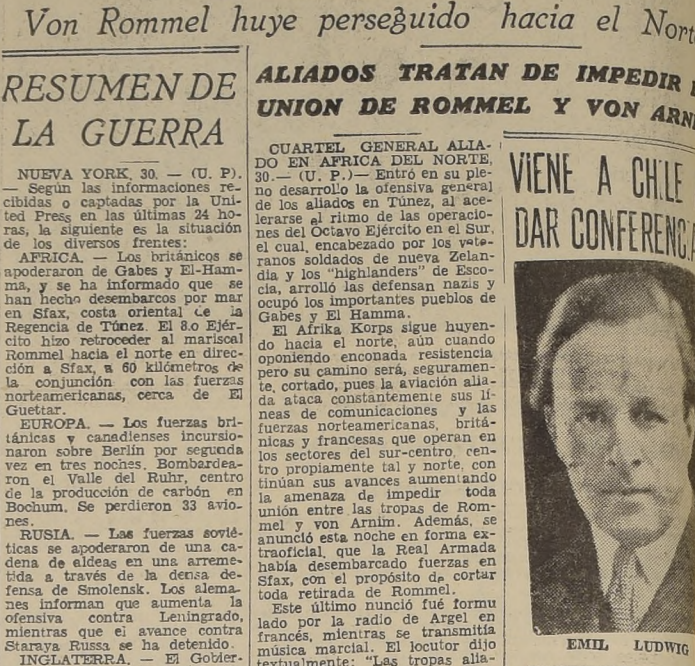 Von Rommel huye perseguido hacia el Nort
RESUMEN DE
LA GUERRA
NUEVA YORK, 30. — (U. P).
— Según las informaciones re-
cibidas o captadas por la Uni-
ted Press en las últimas 24 ho-
ras, la siguiente es la situación
de los diversos frentes:
AFRICA. — Los británicos se
apoderaron de Gabes y El-Ham-
ma, y se ha informado que se
han hecho desembarcos por mar
en Sfax, costa oriental de la
Regencia de Túnez. El 8.o Ejér-
cito hizo retroceder al mariscal
Rommel hacia el norte en direc-
ción a Sfax, a 60 kilómetros de
la conjunción con las fuerzas
norteamericanas, cerca de El
Guettar.
EUROPA. — Los fuerzas bri-
tánicas y canadienses incursio-
naron sobre Berlín por segunda
vez en tres noches. Bombardea-
ron el Valle del Ruhr, centro
de la producción de carbón en
Bochum. Se perdieron 33 avio-
nes.
RUSIA. — Las fuerzas sovié-
ticas se apoderaron de una ca-
dena de aldeas en una arreme-
tida a través de la densa de-
fensa de Smolensk. Los alema-
nes informan que aumenta la
ofensiva contra Leningrado,
mientras que el avance contra
Staraya Russa se ha detenido.
INGLATERRA. — El Gobier-
ALIADOS TRATAN DE IMPEDIR
UNION DE ROMMEL Y VON ARN
CUARTEL GENERAL ALIA-
DO EN AFRICA DEL NORTE,
30.— (U. P.)— Entró en su ple-
no desarrollo la ofensiva general
de los aliados en Túnez, al ace-
lerarse el ritmo de las operacio-
nes del Octavo Ejército en el Sur,
el cual, encabezado por los vete-
ranos soldados de nueva Zelan-
dia y los "highlanders" de Esco-
cia, arrolló las defensan nazis y
ocupó los importantes pueblos de
Gabes y El Hamma.
El Afrika Korps sigue huyen-
do hacia el norte, aún cuando
oponiendo enconada resistencia
pero su camino será, seguramen-
te, cortado, pues la aviación alia-
da ataca constantemente sus lí-
neas de comunicaciones y las
fuerzas norteamericanas, britá-
nicas y francesas que operan en
los sectores del sur-centro, cen-
tro propiamente tal y norte, con
tinúan sus avances aumentando
la amenaza de impedir toda
unión entre las tropas de Rom-
mel y von Arnim. Además, se
anunció esta noche en forma ex-
traoficial, que la Real Armada
había desembarcado fuerzas en
Sfax, con el propósito de cortar
toda retirada de Rommel.
Este último nunció fué formu
lado por la radio de Argel en
francés, mientras se transmitía
música marcial. El locutor dijo
textualmente: "Las tropas alia-
VIENE A CHILE
DAR CONFERENCIA
EMIL LUDWIG